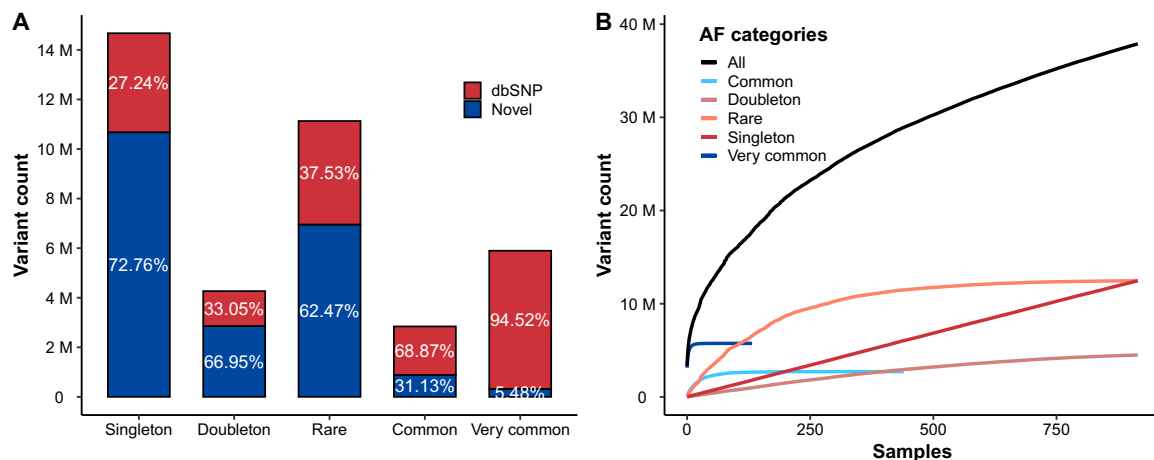 A
Variant count
14 M
12 M
10 M
8 M
6 M
4 M
2 M
0
27.24%
72.76%
33.05%
66.95%
37.53%
62.47%
68.87%
31.13%
94.52%
5.48%
dbSNP
Novel
Singleton Doubleton Rare Common Very common
B
Variant count
40 M
30 M
20 M
10 M
0
AF categories
All
Common
Doubleton
Rare
Singleton
Very common
0 250 500 750
Samples